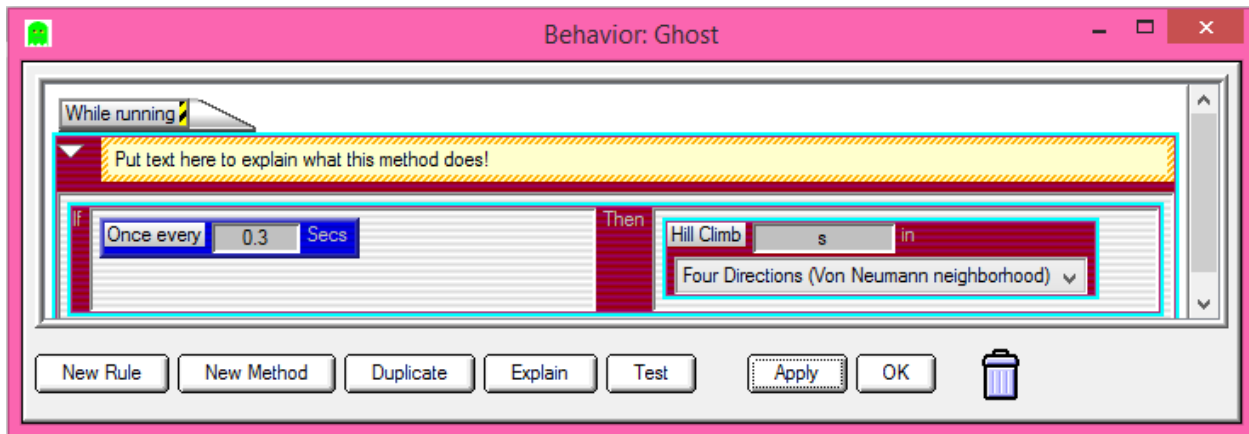 Behavior: Ghost
While running
Put text here to explain what this method does!
If Once every 0.3 Secs Then Hill Climb s in
Four Directions (Von Neumann neighborhood)
New Rule New Method Duplicate Explain Test Apply OK